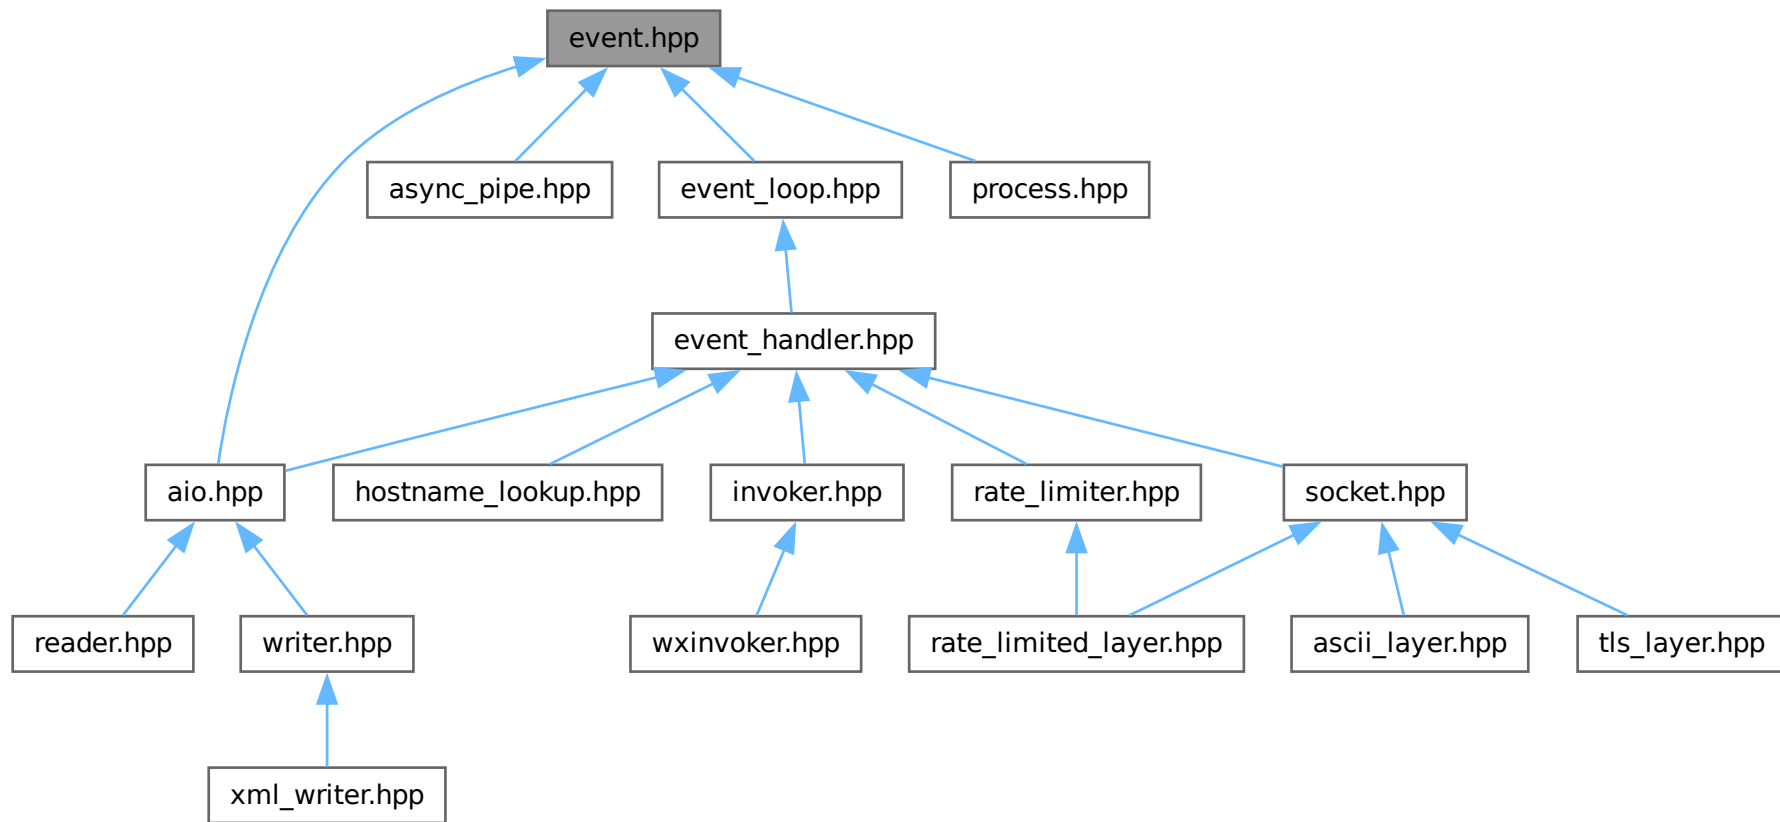 event.hpp
async_pipe.hpp
event_loop.hpp
process.hpp
event_handler.hpp
aio.hpp
hostname_lookup.hpp
invoker.hpp
rate_limiter.hpp
socket.hpp
reader.hpp
writer.hpp
wxinvoker.hpp
rate_limited_layer.hpp
ascii_layer.hpp
tls_layer.hpp
xml_writer.hpp